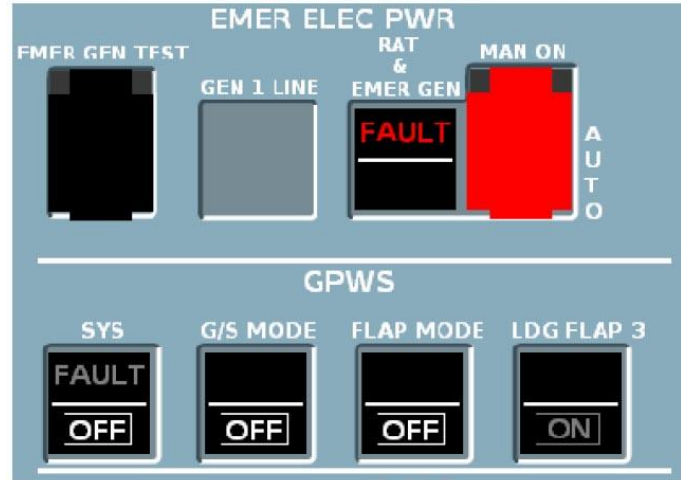 EMER ELEC PWR
EMER GEN TEST
GEN 1 LINE
RAT
&
EMER GEN
MAN ON
FAULT
A
U
T
O
GPWS
SYS
G/S MODE
FLAP MODE
LDG FLAP 3
FAULT
OFF
OFF
OFF
ON